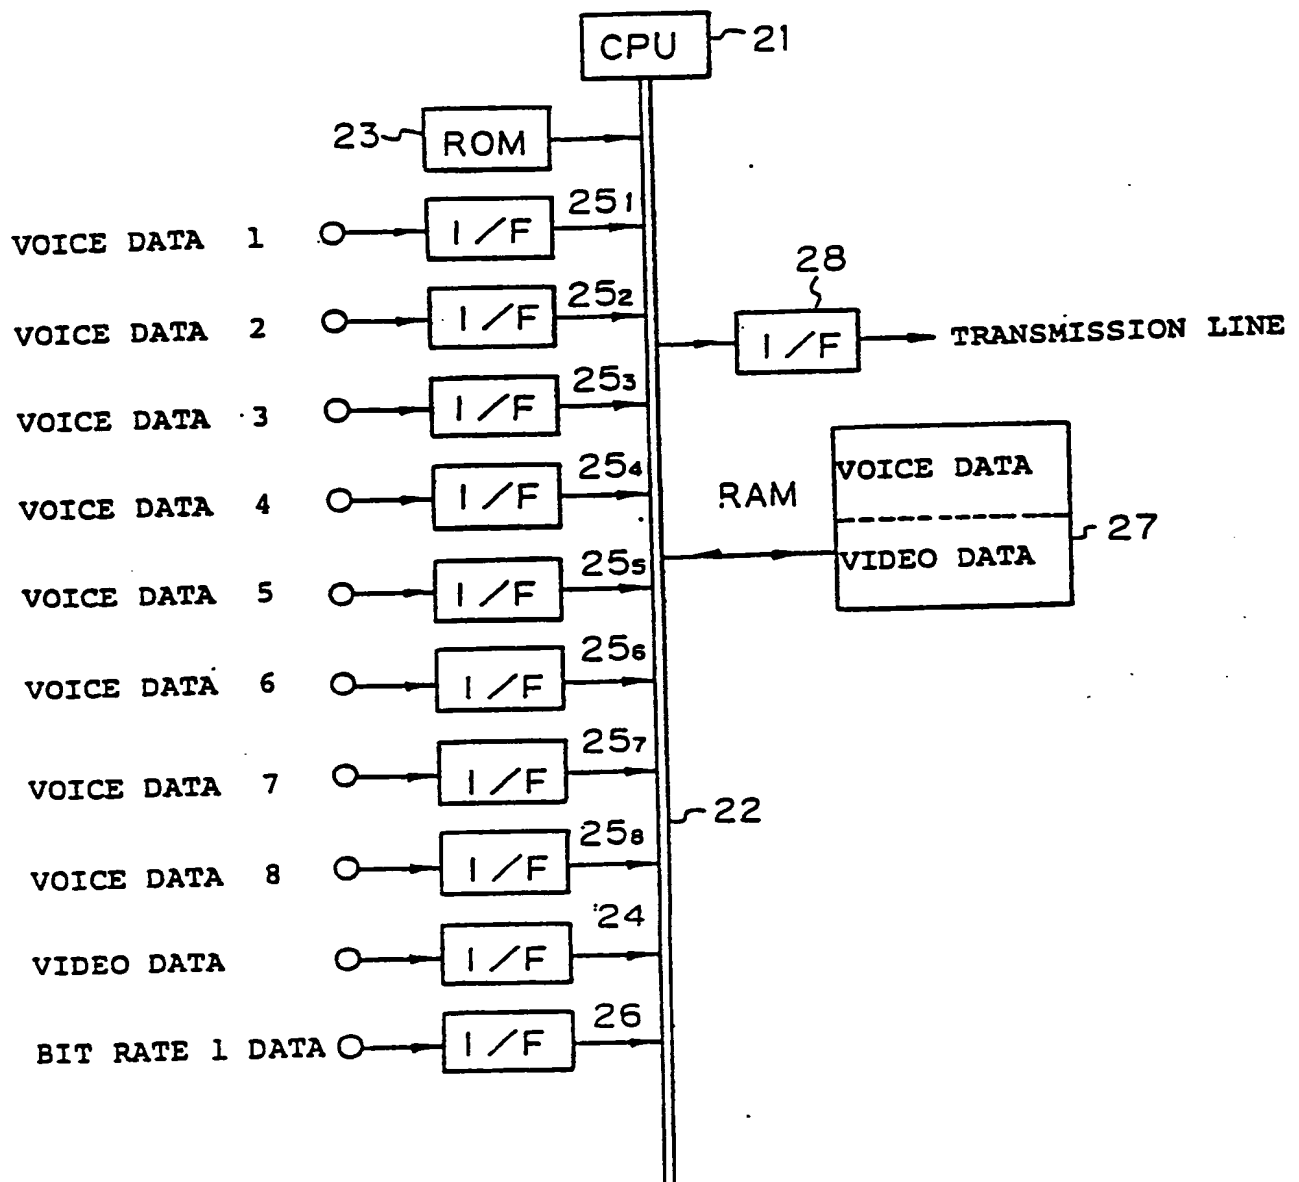 CPU 21
23 ROM
VOICE DATA 1 I/F 25₁
VOICE DATA 2 I/F 25₂
28
I/F TRANSMISSION LINE
VOICE DATA 3 I/F 25₃
VOICE DATA 4 I/F 25₄
RAM VOICE DATA
VIDEO DATA 27
VOICE DATA 5 I/F 25₅
VOICE DATA 6 I/F 25₆
VOICE DATA 7 I/F 25₇
22
VOICE DATA 8 I/F 25₈
VIDEO DATA I/F 24
BIT RATE 1 DATA I/F 26